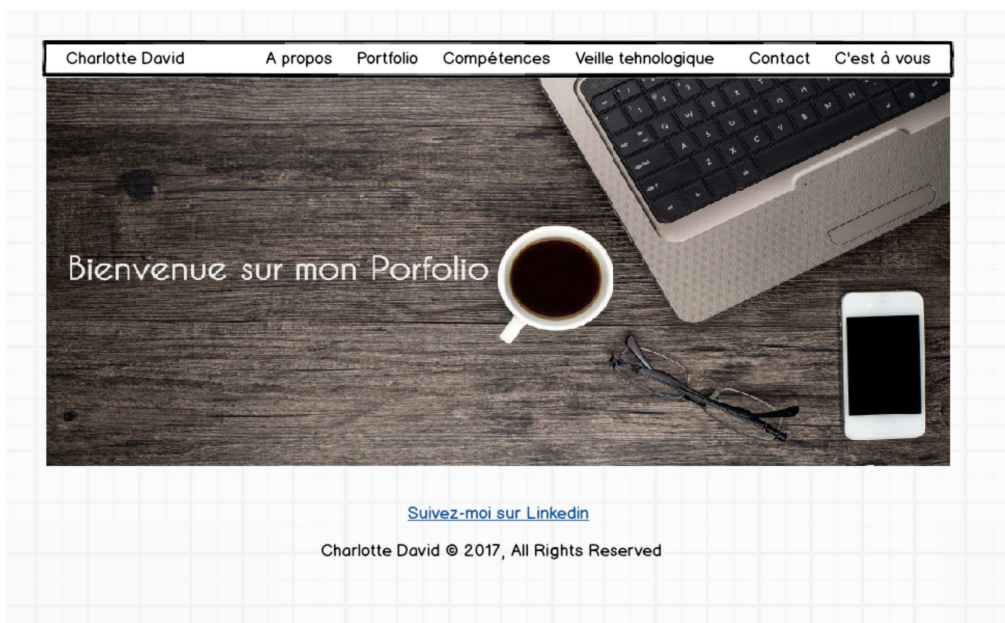 Charlotte David A propos Portfolio Compétences Veille tehnologique Contact C'est à vous
Bienvenue sur mon Porfolio
Suivez-moi sur Linkedin
Charlotte David © 2017, All Rights Reserved